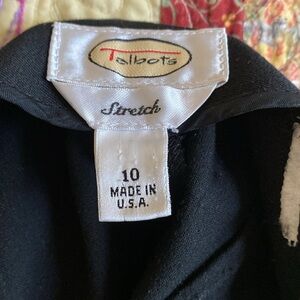 Talbots
Stretch
10
MADE IN
U.S.A.